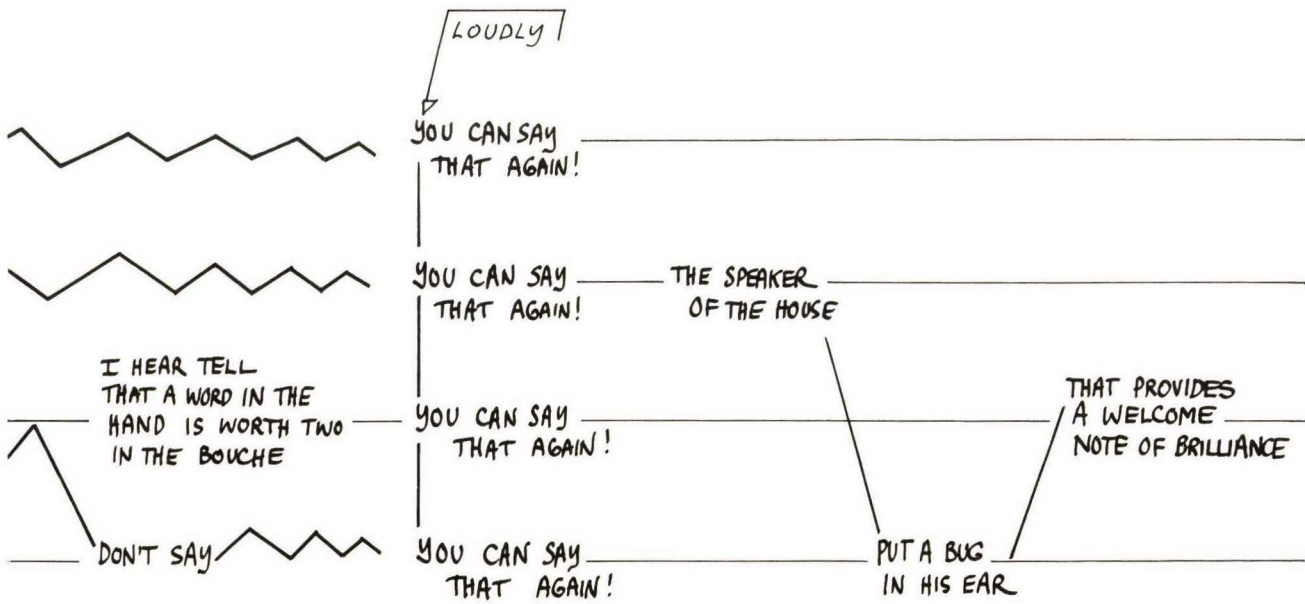 LOUDLY
YOU CAN SAY
THAT AGAIN!
YOU CAN SAY
THAT AGAIN!
THE SPEAKER
OF THE HOUSE
I HEAR TELL
THAT A WORD IN THE
HAND IS WORTH TWO
IN THE BOUCHE
YOU CAN SAY
THAT AGAIN!
THAT PROVIDES
A WELCOME
NOTE OF BRILLIANCE
DON'T SAY
YOU CAN SAY
THAT AGAIN!
PUT A BUG
IN HIS EAR